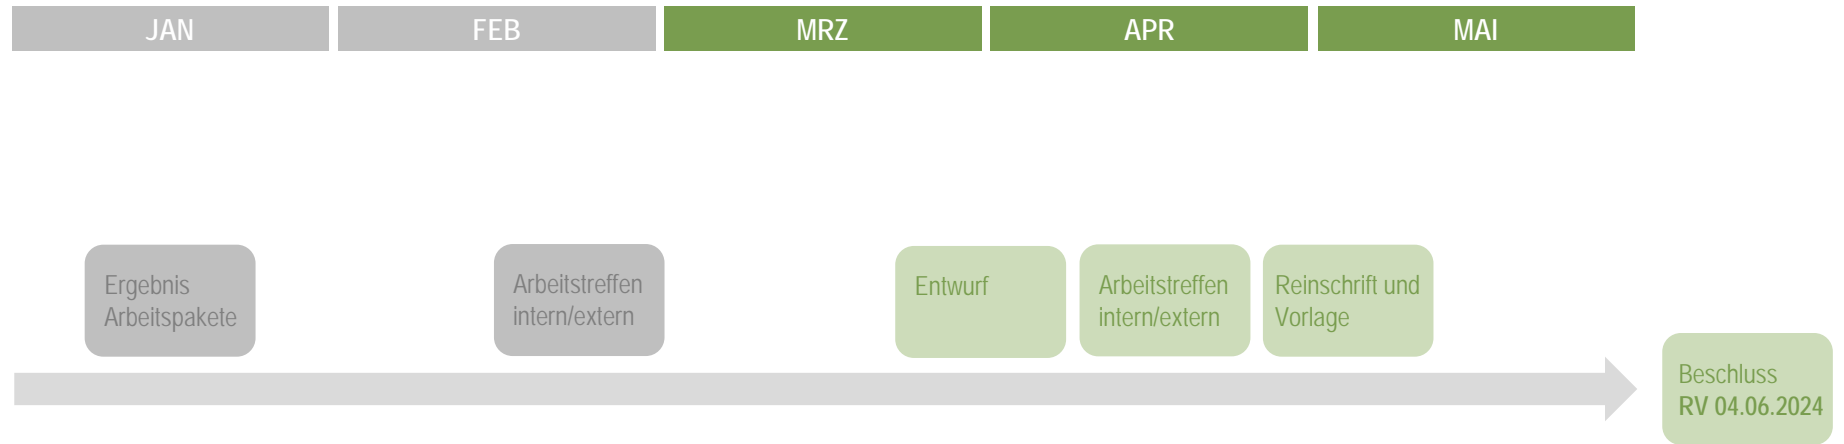 JAN
FEB
MRZ
APR
MAI
Ergebnis
Arbeitspakete
Arbeitstreffen
intern/extern
Entwurf
Arbeitstreffen
intern/extern
Reinschrift und
Vorlage
Beschluss
RV 04.06.2024